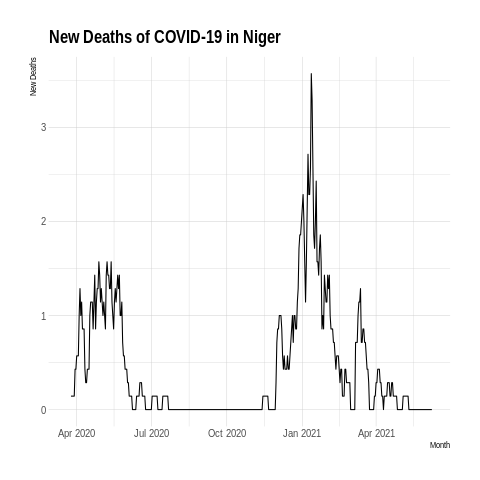 New Deaths of COVID-19 in Niger
New Deaths
3
2
1
0
Apr 2020 Jul 2020 Oct 2020 Jan 2021 Apr 2021
Month